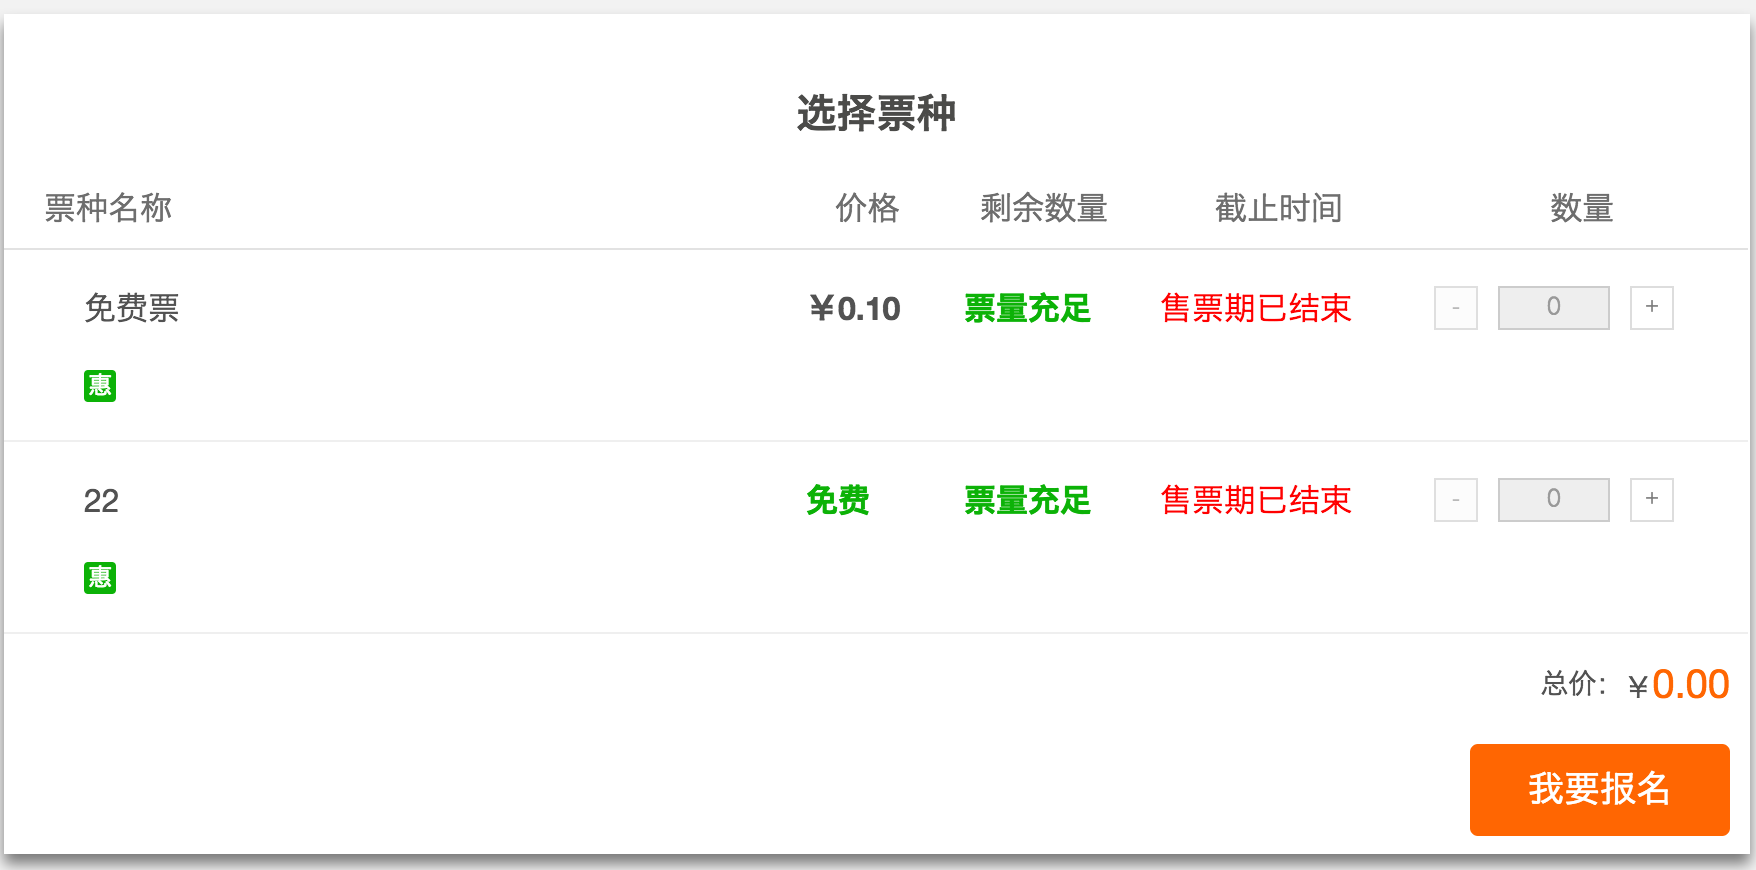 选择票种
票种名称 价格 剩余数量 截止时间 数量
免费票 ¥0.10 票量充足 售票期已结束 - 0 +
惠
22 免费 票量充足 售票期已结束 - 0 +
惠
总价： ¥0.00
我要报名